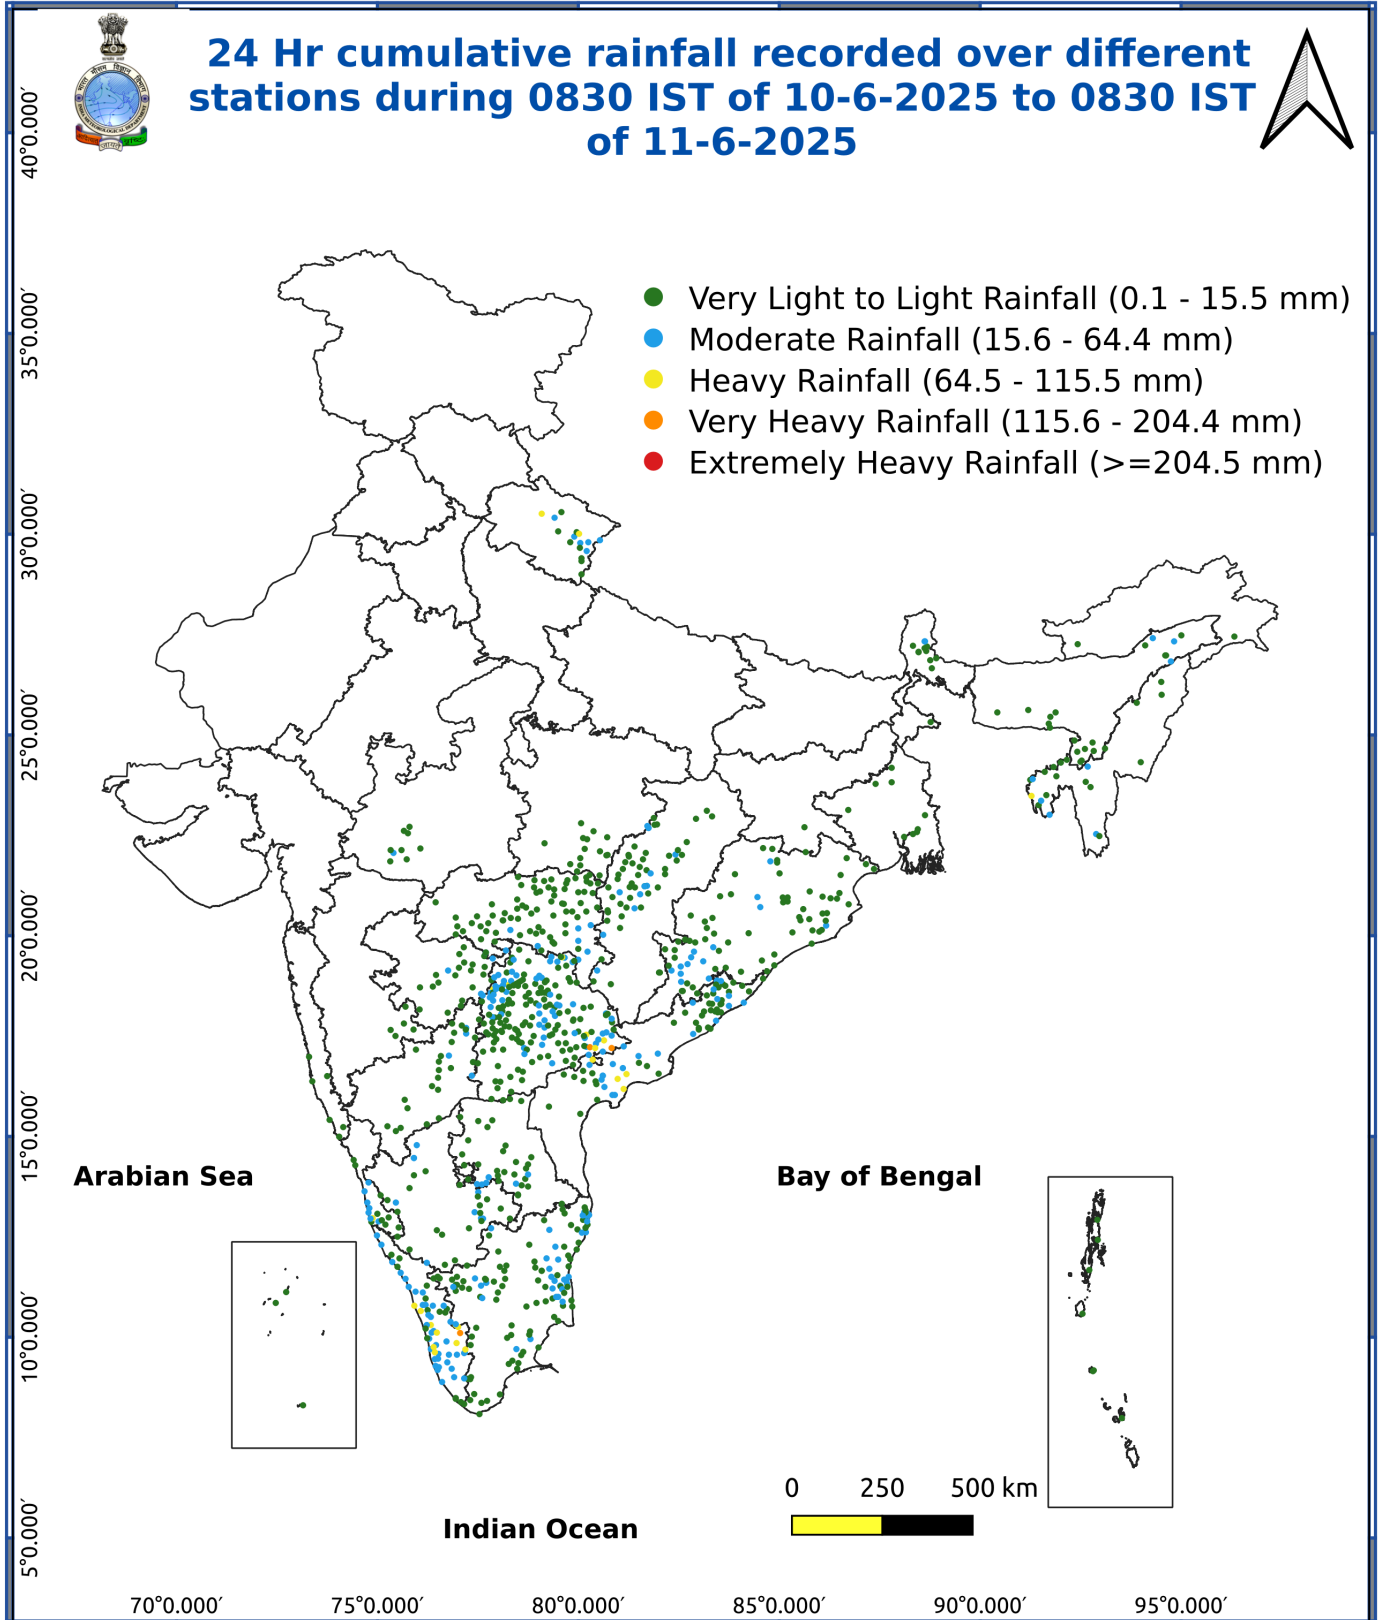 24 Hr cumulative rainfall recorded over different
stations during 0830 IST of 10-6-2025 to 0830 IST
of 11-6-2025
Very Light to Light Rainfall (0.1 - 15.5 mm)
Moderate Rainfall (15.6 - 64.4 mm)
Heavy Rainfall (64.5 - 115.5 mm)
Very Heavy Rainfall (115.6 - 204.4 mm)
Extremely Heavy Rainfall (>=204.5 mm)
40°0.000′
35°0.000′
30°0.000′
25°0.000′
20°0.000′
15°0.000′
10°0.000′
5°0.000′
Arabian Sea
Bay of Bengal
0 250 500 km
Indian Ocean
70°0.000′ 75°0.000′ 80°0.000′ 85°0.000′ 90°0.000′ 95°0.000′